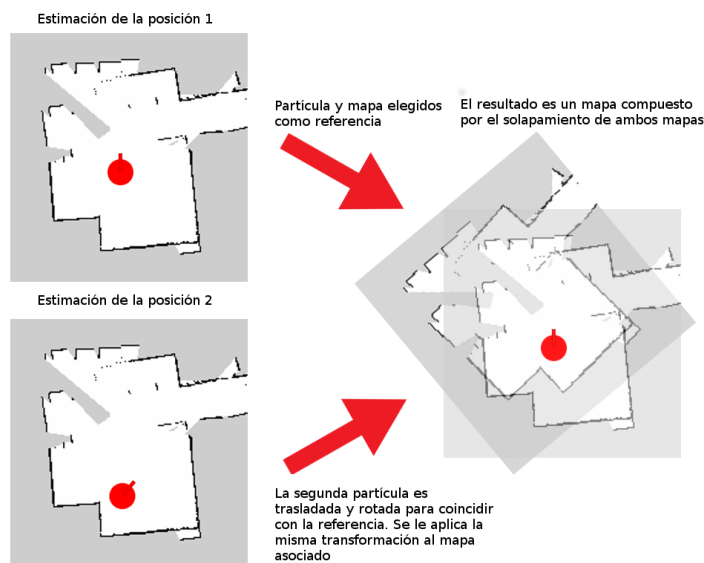 Estimación de la posición 1
Partícula y mapa elegidos
como referencia
El resultado es un mapa compuesto
por el solapamiento de ambos mapas
Estimación de la posición 2
La segunda partícula es
trasladada y rotada para coincidir
con la referencia. Se le aplica la
misma transformación al mapa
asociado